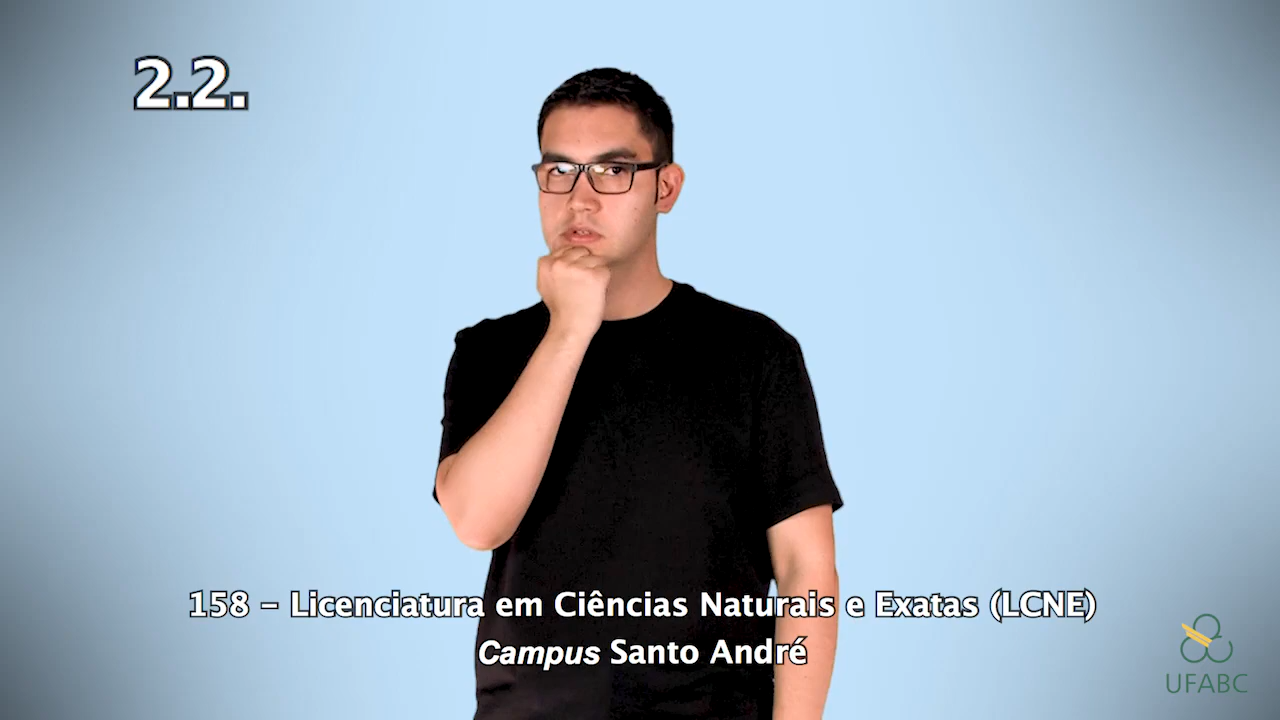 2.2.
158 – Licenciatura em Ciências Naturais e Exatas (LCNE)
Campus Santo André
UFABC